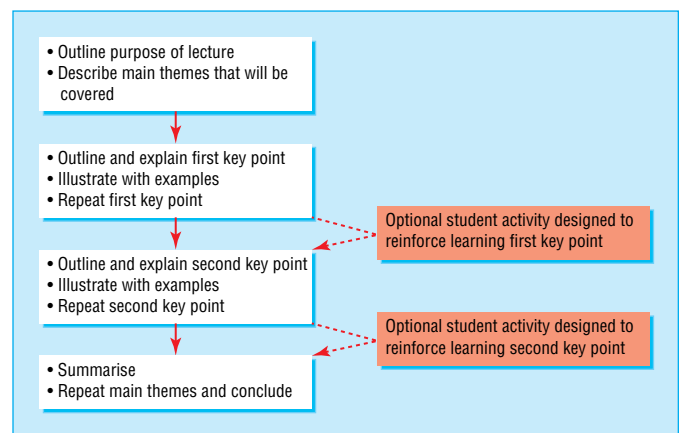 • Outline purpose of lecture
• Describe main themes that will be
covered
• Outline and explain first key point
• Illustrate with examples
• Repeat first key point
Optional student activity designed to
reinforce learning first key point
• Outline and explain second key point
• Illustrate with examples
• Repeat second key point
Optional student activity designed to
reinforce learning second key point
• Summarise
• Repeat main themes and conclude